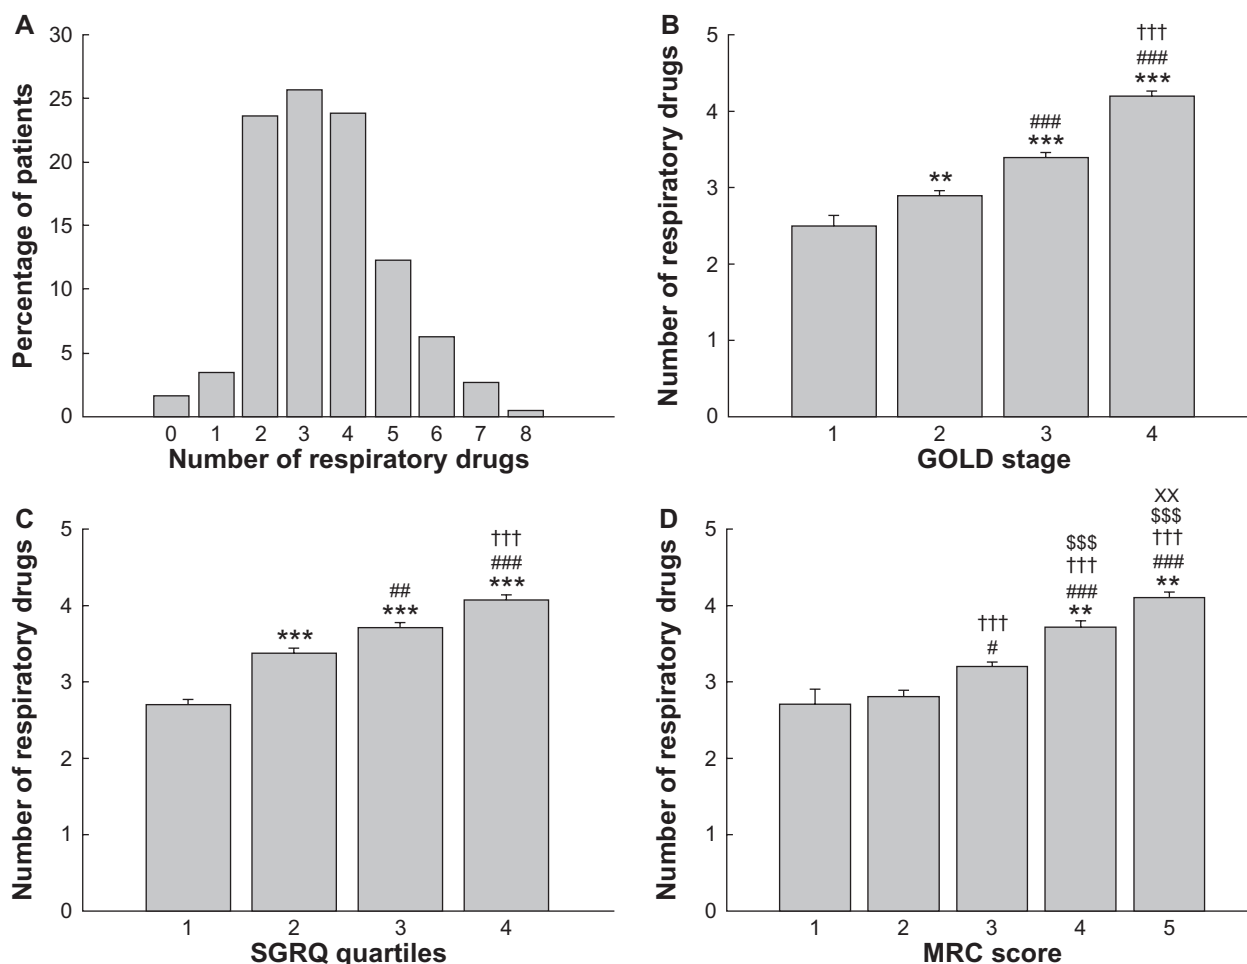 A
Percentage of patients
30
25
20
15
10
5
0
0 1 2 3 4 5 6 7 8
Number of respiratory drugs
B
Number of respiratory drugs
5
4
3
2
1
0
**
###
***
†††
###
***
1 2 3 4
GOLD stage
C
Number of respiratory drugs
5
4
3
2
1
0
***
##
***
†††
###
***
1 2 3 4
SGRQ quartiles
D
Number of respiratory drugs
5
4
3
2
1
0
†††
#
$$$
†††
###
**
XX
$$$
†††
###
**
1 2 3 4 5
MRC score